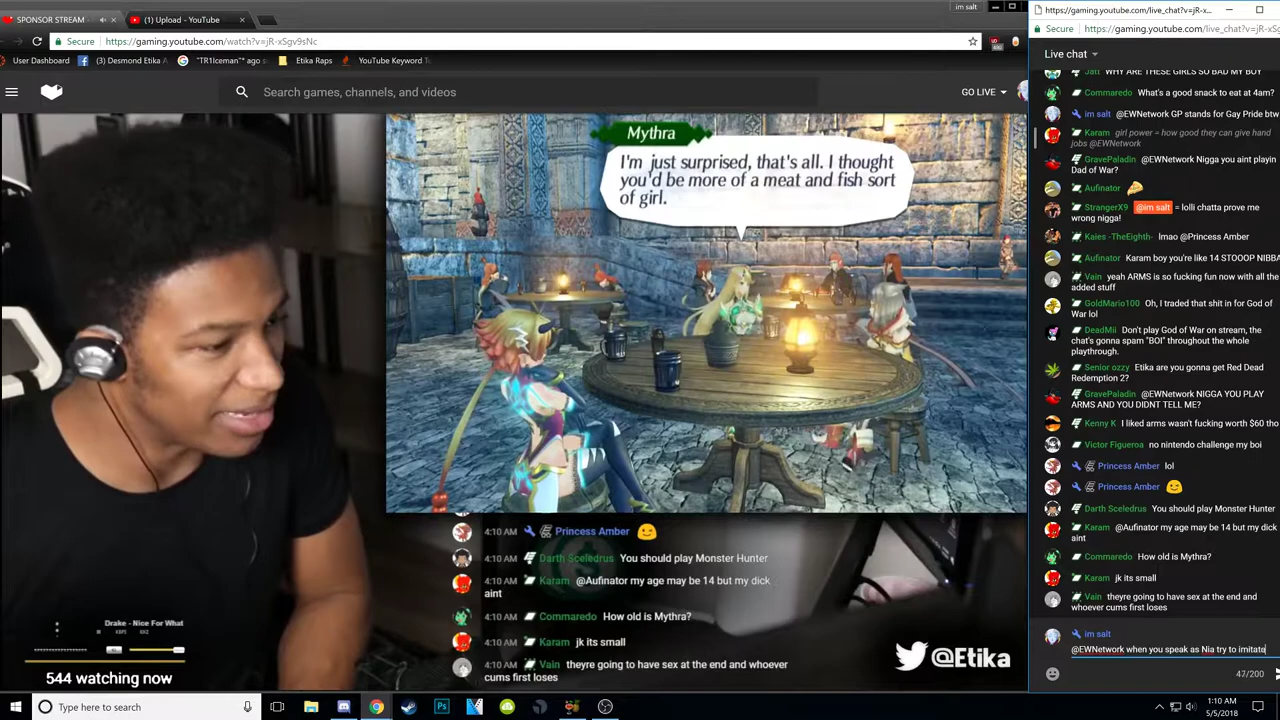 SPONSOR STREAM
(1) Upload - YouTube
im salt
https://gaming.youtube.com/live_chat?v=jR-x...
Secure https://gaming.youtube.com/watch?v=jR-xSgv9sNc
Secure https://gaming.youtube.com/live_chat?v=jR-xSg
User Dashboard
(3) Desmond Etika A
"TR1Iceman"* ago s
Etika Raps
YouTube Keyword T
Live chat
Search games, channels, and videos
GO LIVE
Jatt WHY ARE THESE GIRLS SO BAD MY BOY
Commaredo What's a good snack to eat at 4am?
im salt @EWNetwork GP stands for Gay Pride btw
Karam girl power = how good they can give hand
jobs @EWNetwork
GravePaladin @EWNetwork Nigga you aint playin
Dad of War?
Aufinator
StrangerX9 @im salt = lolli chatta prove me
wrong nigga!
Kaies -TheEighth- lmao @Princess Amber
Aufinator Karam boy you're like 14 STOOOP NIBBA
Vain yeah ARMS is so fucking fun now with all the
added stuff
GoldMario100 Oh, I traded that shit in for God of
War lol
DeadMii Don't play God of War on stream, the
chat's gonna spam "BOI" throughout the whole
playthrough.
Senior ozzy Etika are you gonna get Red Dead
Redemption 2?
GravePaladin @EWNetwork NIGGA YOU PLAY
ARMS AND YOU DIDNT TELL ME?
Kenny K I liked arms wasn't fucking worth $60 tho
Victor Figueroa no nintendo challenge my boi
Princess Amber lol
Princess Amber
Darth Sceledrus You should play Monster Hunter
Karam @Aufinator my age may be 14 but my dick
aint
Commaredo How old is Mythra?
Karam jk its small
Vain theyre going to have sex at the end and
whoever cums first loses
im salt
@EWNetwork when you speak as Nia try to imitata
47/200
Mythra
I'm just surprised, that's all. I thought
you'd be more of a meat and fish sort
of girl.
4:10 AM Princess Amber
4:10 AM Darth Sceledrus You should play Monster Hunter
4:10 AM Karam @Aufinator my age may be 14 but my dick
aint
4:10 AM Commaredo How old is Mythra?
4:10 AM Karam jk its small
4:10 AM Vain theyre going to have sex at the end and whoever
cums first loses
Drake - Nice For What
544 watching now
@Etika
Type here to search
1:10 AM
5/5/2018